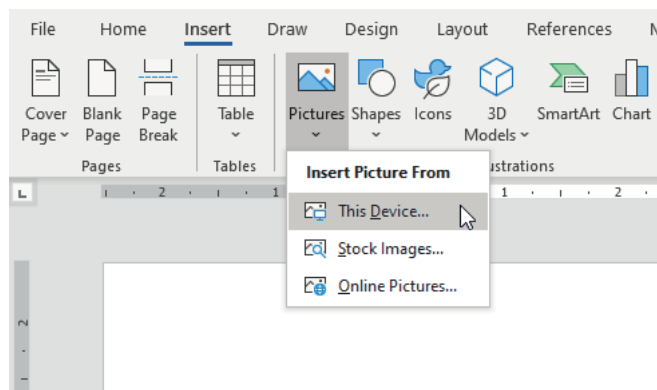 File Home Insert Draw Design Layout References
Cover Blank Page Table Pictures Shapes Icons 3D SmartArt Chart
Page Page Break Models
Pages Tables
Insert Picture From
L 2 1 1 2
This Device...
Stock Images...
Online Pictures...
2